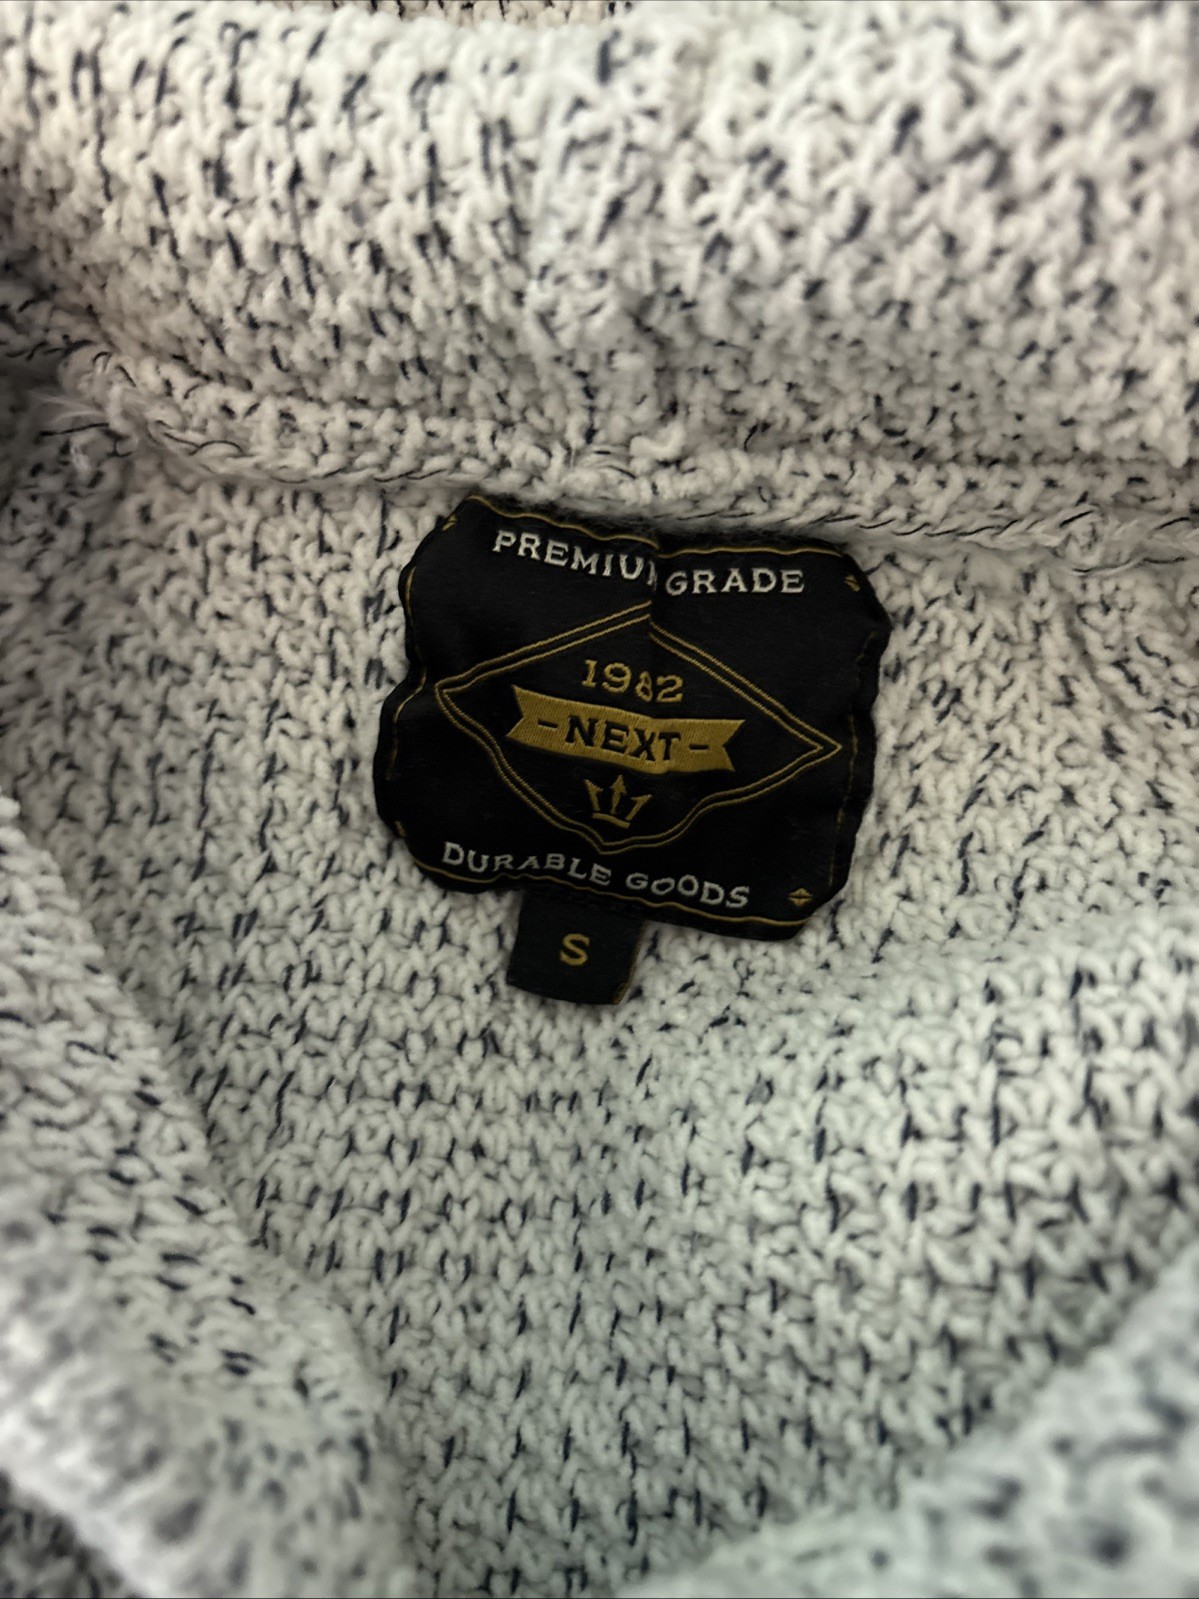 PREMIUM GRADE
1982
-NEXT-
DURABLE GOODS
S